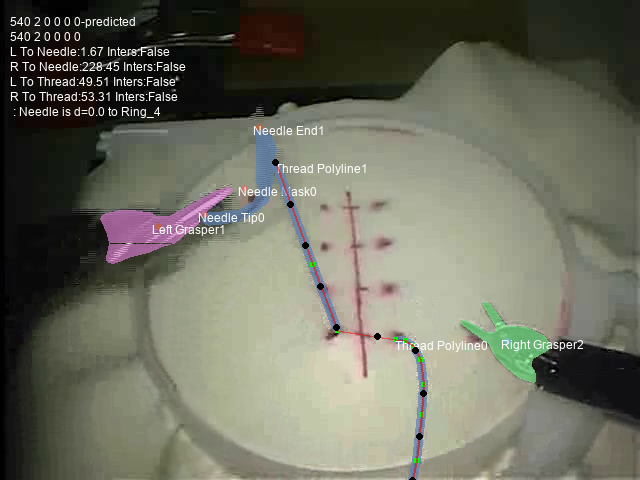 540 2 0 0 0 0-predicted
540 2 0 0 0 0
L To Needle:1.67 Inters:False
R To Needle:228.45 Inters:False
L To Thread:49.51 Inters:False
R To Thread:53.31 Inters:False
: Needle is d=0.0 to Ring_4
Needle End1
Thread Polyline1
Needle Mask0
Needle Tip0
Left Grasper1
Thread Polyline0
Right Grasper2